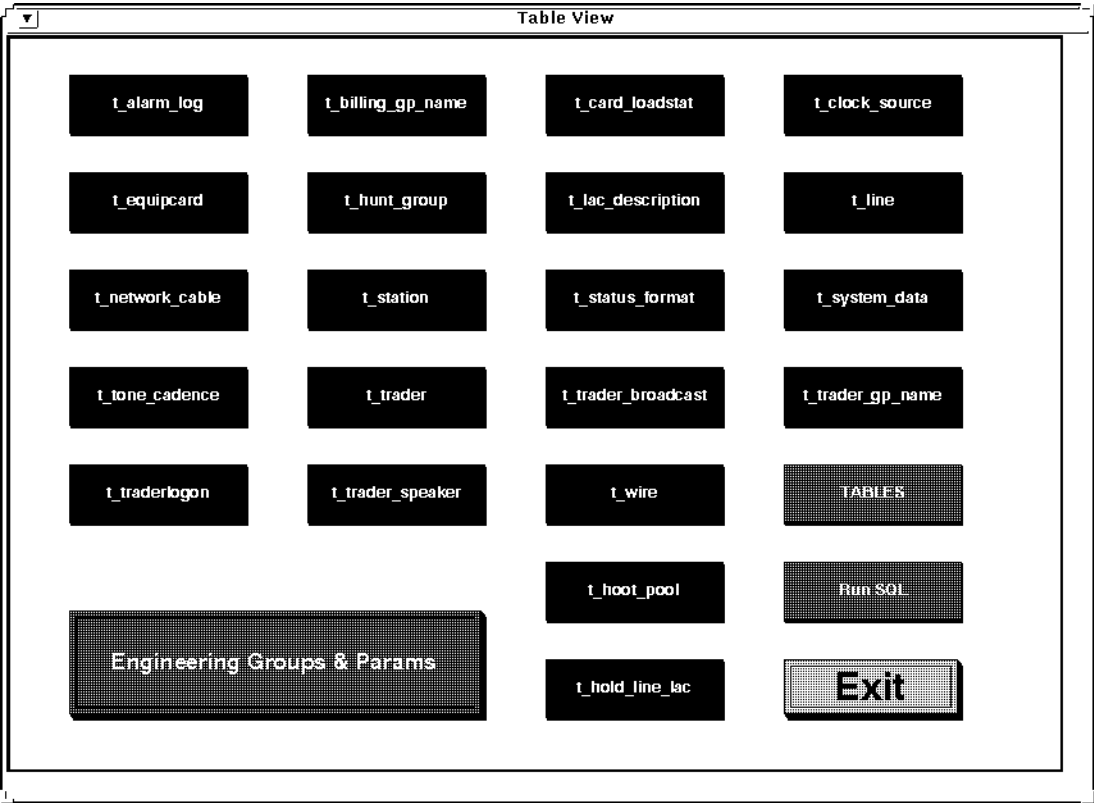 Table View
t_alarm_log
t_billing_gp_name
t_card_loadstat
t_clock_source
t_equipcard
t_hunt_group
t_lac_description
t_line
t_network_cable
t_station
t_status_format
t_system_data
t_tone_cadence
t_trader
t_trader_broadcast
t_trader_gp_name
t_traderlogon
t_trader_speaker
t_wire
TABLES
t_hoot_pool
Run SQL
Engineering Groups & Params
t_hold_line_lac
Exit